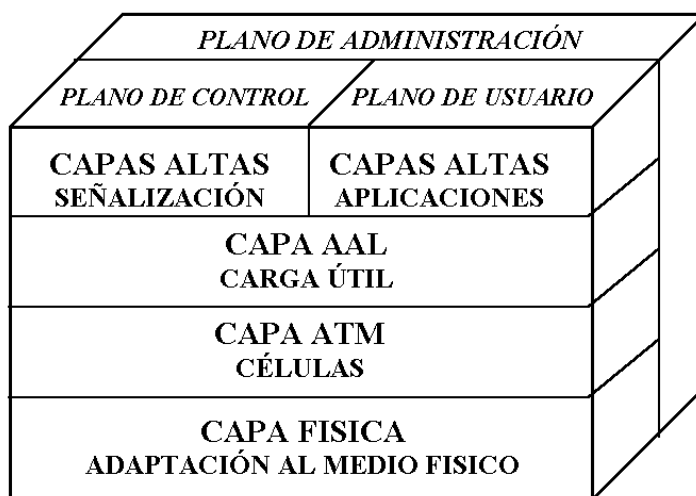 PLANO DE ADMINISTRACIÓN
PLANO DE CONTROL
PLANO DE USUARIO
CAPAS ALTAS
SEÑALIZACIÓN
CAPAS ALTAS
APLICACIONES
CAPA AAL
CARGA ÚTIL
CAPA ATM
CÉLULAS
CAPA FISICA
ADAPTACIÓN AL MEDIO FISICO